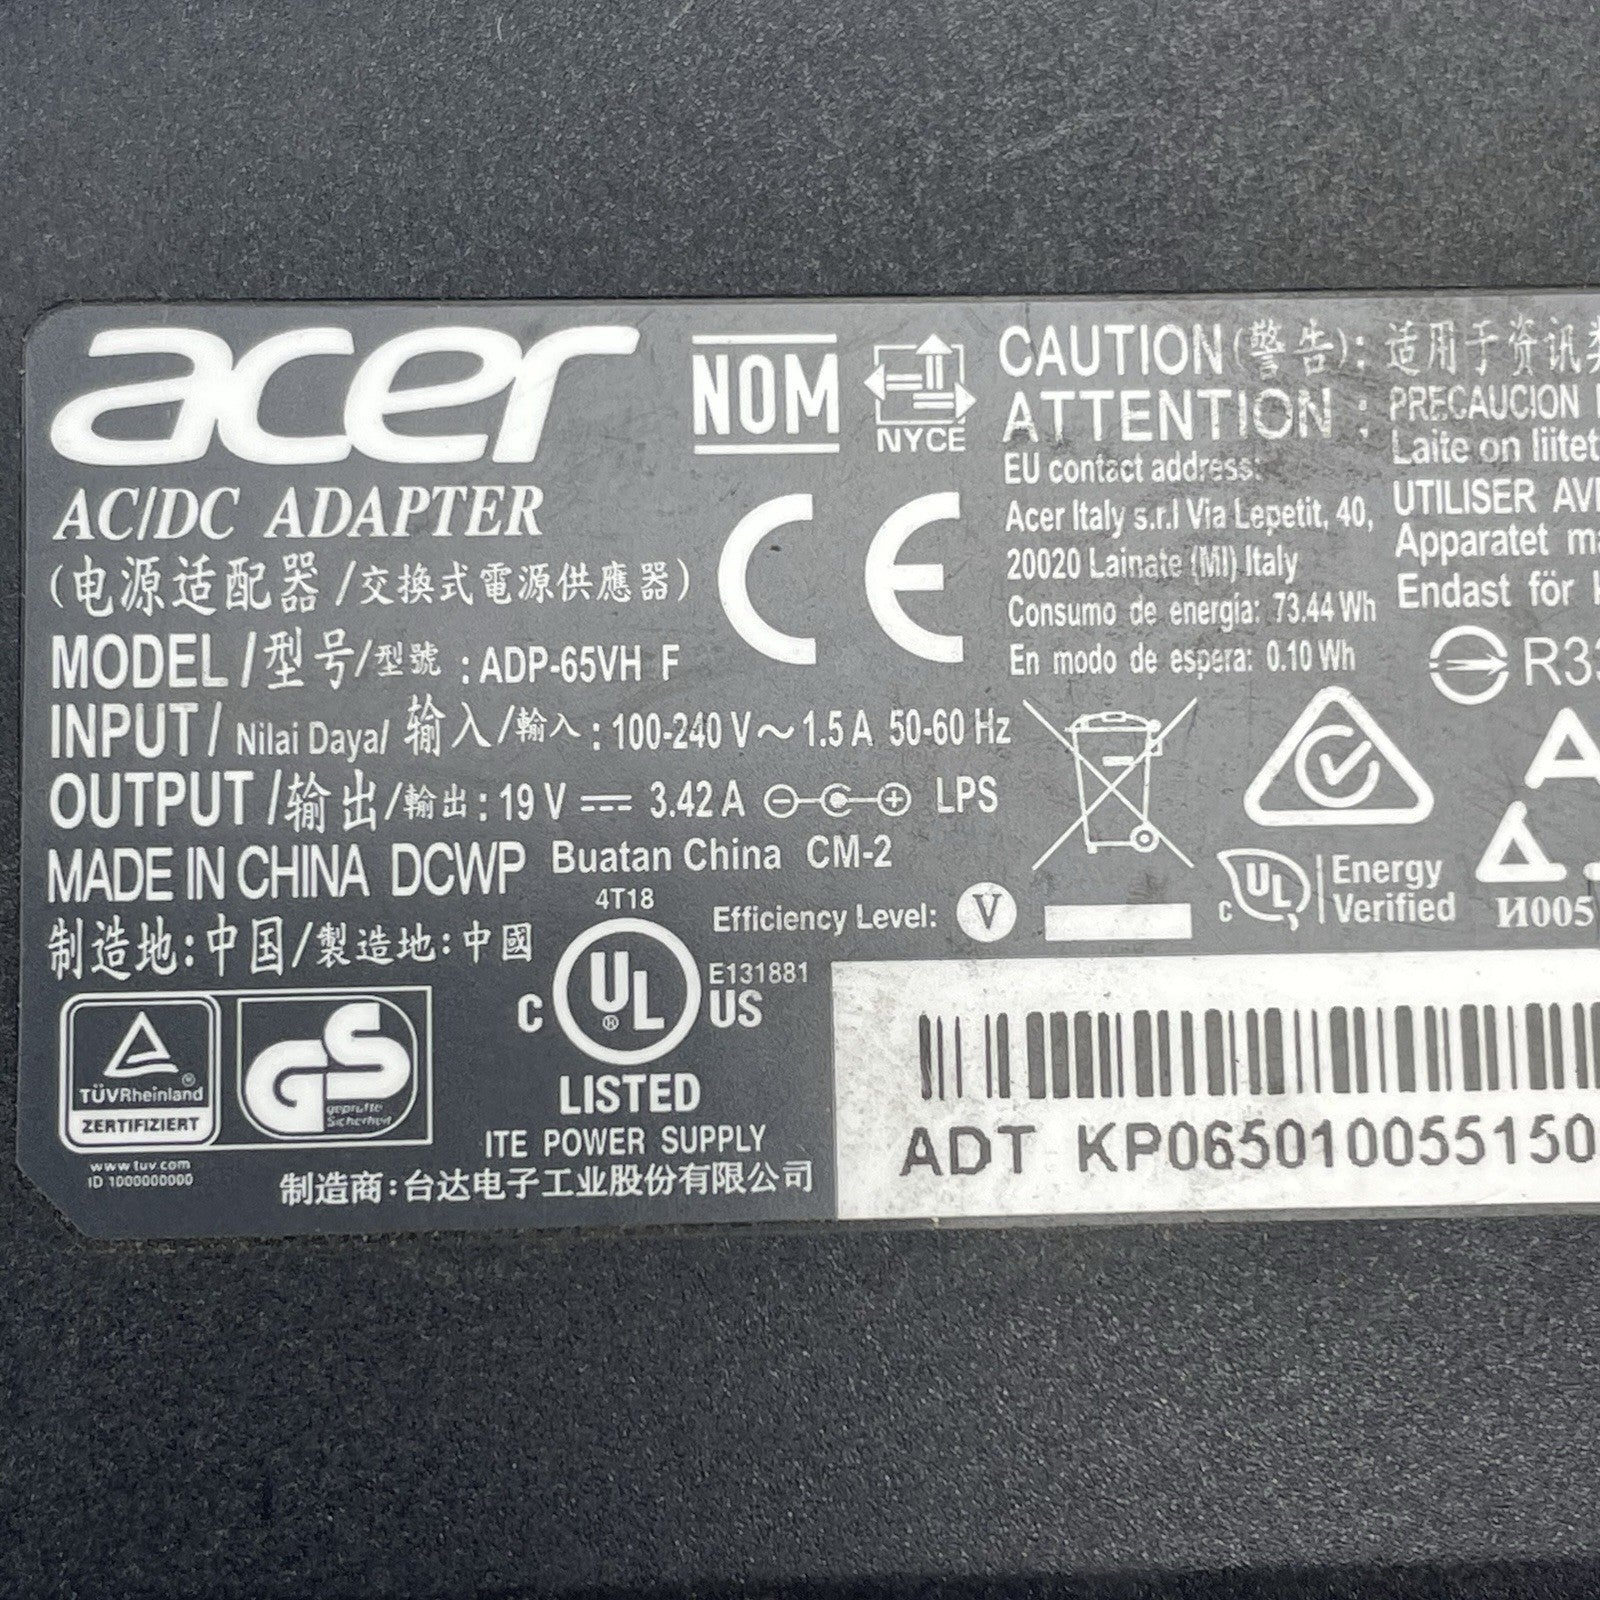 acer
AC/DC ADAPTER
(电源适配器/交換式電源供應器)
MODEL/型号/型號:ADP-65VH F
INPUT/Nilai Daya/输入/輸入:100-240 V~1.5 A 50-60 Hz
OUTPUT/输出/輸出:19 V 3.42 A LPS
MADE IN CHINA DCWP Buatan China CM-2
制造地:中国/製造地:中國
4T18
Efficiency Level: V
NOM
NYCE
CE
CAUTION(警告): 适用于资讯
ATTENTION : PRECAUCION
Laite on
UTILISER
Apparatet
Endast för
EU contact address:
Acer Italy s.r.l Via Lepetit, 40,
20020 Lainate (MI) Italy
Consumo de energía: 73.44 Wh
En modo de espera: 0.10 Wh
c UL Energy
Verified
И005
TÜVRheinland®
ZERTIFIZIERT
www.tuv.com
ID 1000000000
GS
geprüfte
Sicherheit
c UL® US
E131881
LISTED
ITE POWER SUPPLY
制造商:台达电子工业股份有限公司
ADT KP065010055150